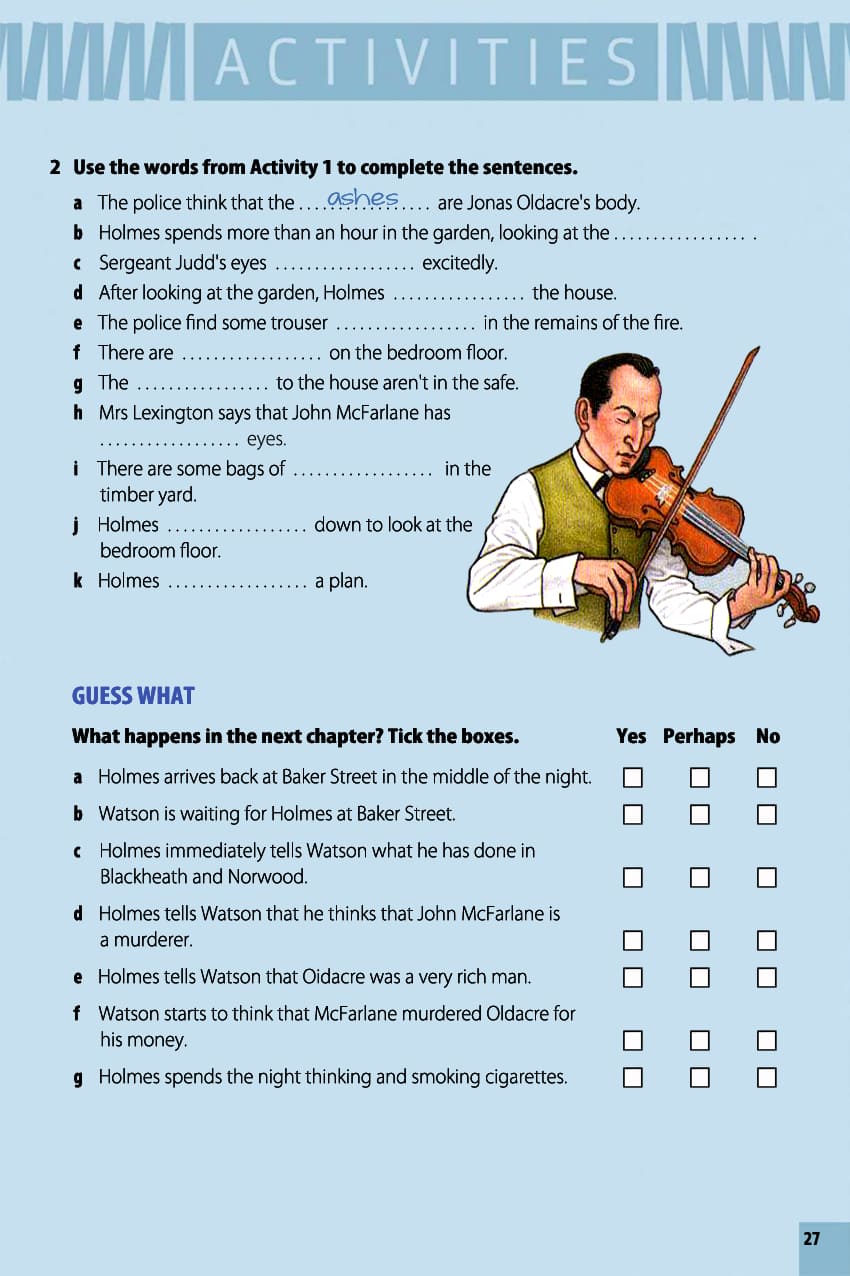 ACTIVITIES
2 Use the words from Activity 1 to complete the sentences.
a The police think that the ....ashes.... are Jonas Oldacre's body.
b Holmes spends more than an hour in the garden, looking at the ................. .
c Sergeant Judd's eyes .................. excitedly.
d After looking at the garden, Holmes ................. the house.
e The police find some trouser .................. in the remains of the fire.
f There are .................. on the bedroom floor.
g The ................. to the house aren't in the safe.
h Mrs Lexington says that John McFarlane has
.................. eyes.
i There are some bags of .................. in the
timber yard.
j Holmes .................. down to look at the
bedroom floor.
k Holmes .................. a plan.
GUESS WHAT
What happens in the next chapter? Tick the boxes. Yes Perhaps No
a Holmes arrives back at Baker Street in the middle of the night.
b Watson is waiting for Holmes at Baker Street.
c Holmes immediately tells Watson what he has done in
Blackheath and Norwood.
d Holmes tells Watson that he thinks that John McFarlane is
a murderer.
e Holmes tells Watson that Oidacre was a very rich man.
f Watson starts to think that McFarlane murdered Oldacre for
his money.
g Holmes spends the night thinking and smoking cigarettes.
27